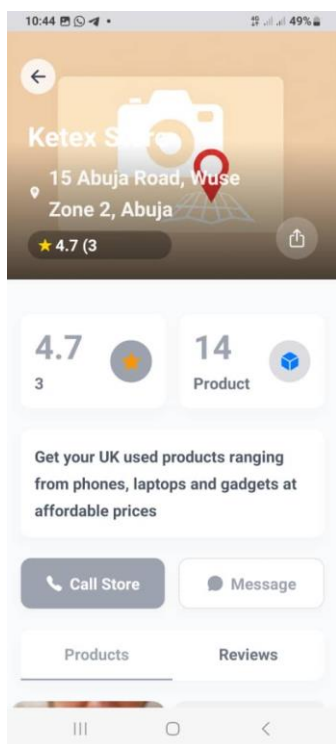 10:44
49%
Ketex Store
15 Abuja Road, Wuse
Zone 2, Abuja
★ 4.7 (3
4.7
3
14
Product
Get your UK used products ranging
from phones, laptops and gadgets at
affordable prices
Call Store
Message
Products
Reviews